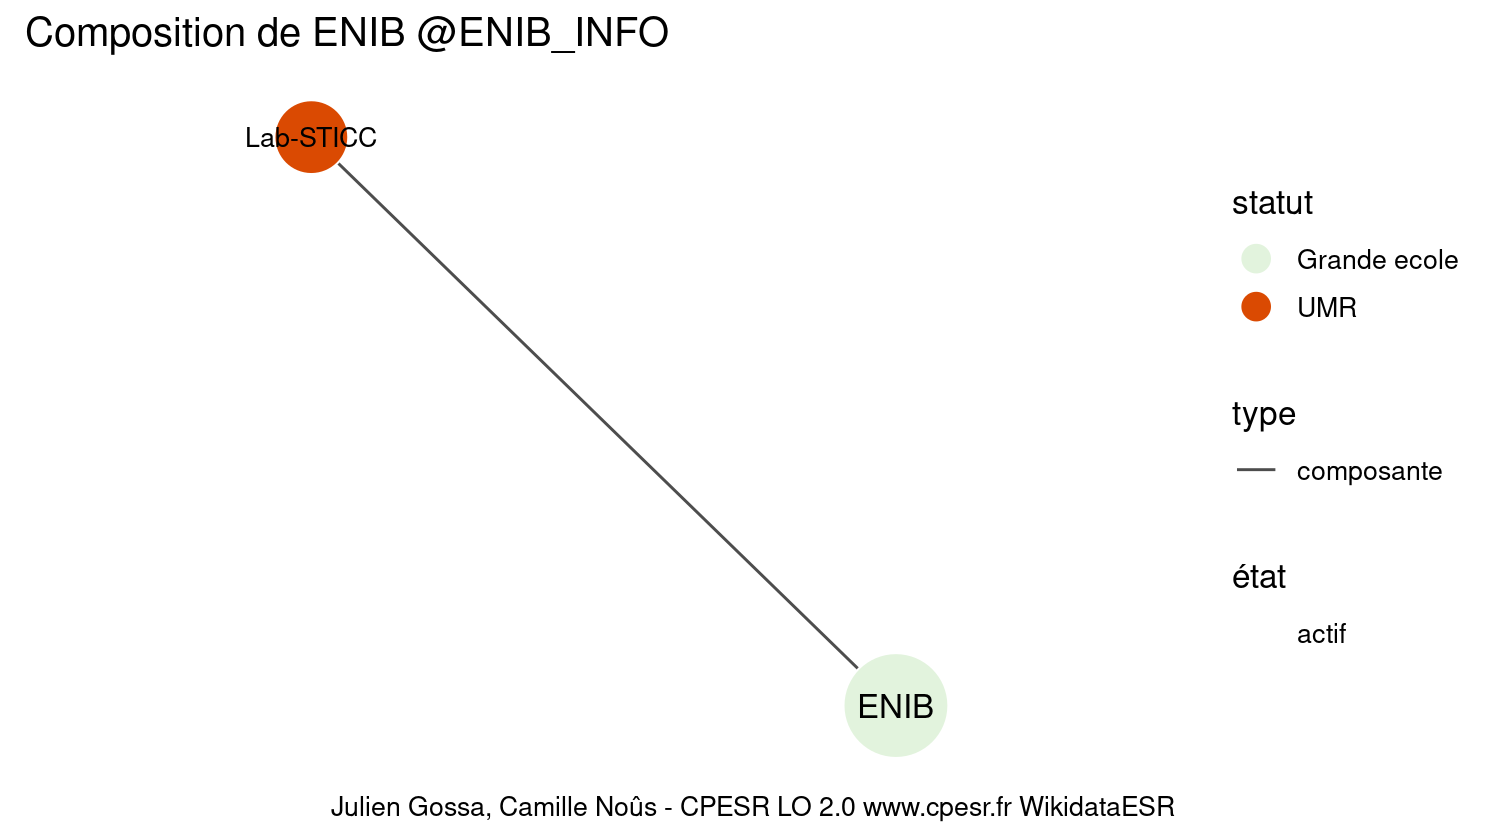 Composition de ENIB @ENIB_INFO
Lab-STICC
ENIB
statut
Grande ecole
UMR
type
composante
état
actif
Julien Gossa, Camille Noûs - CPESR LO 2.0 www.cpesr.fr WikidataESR